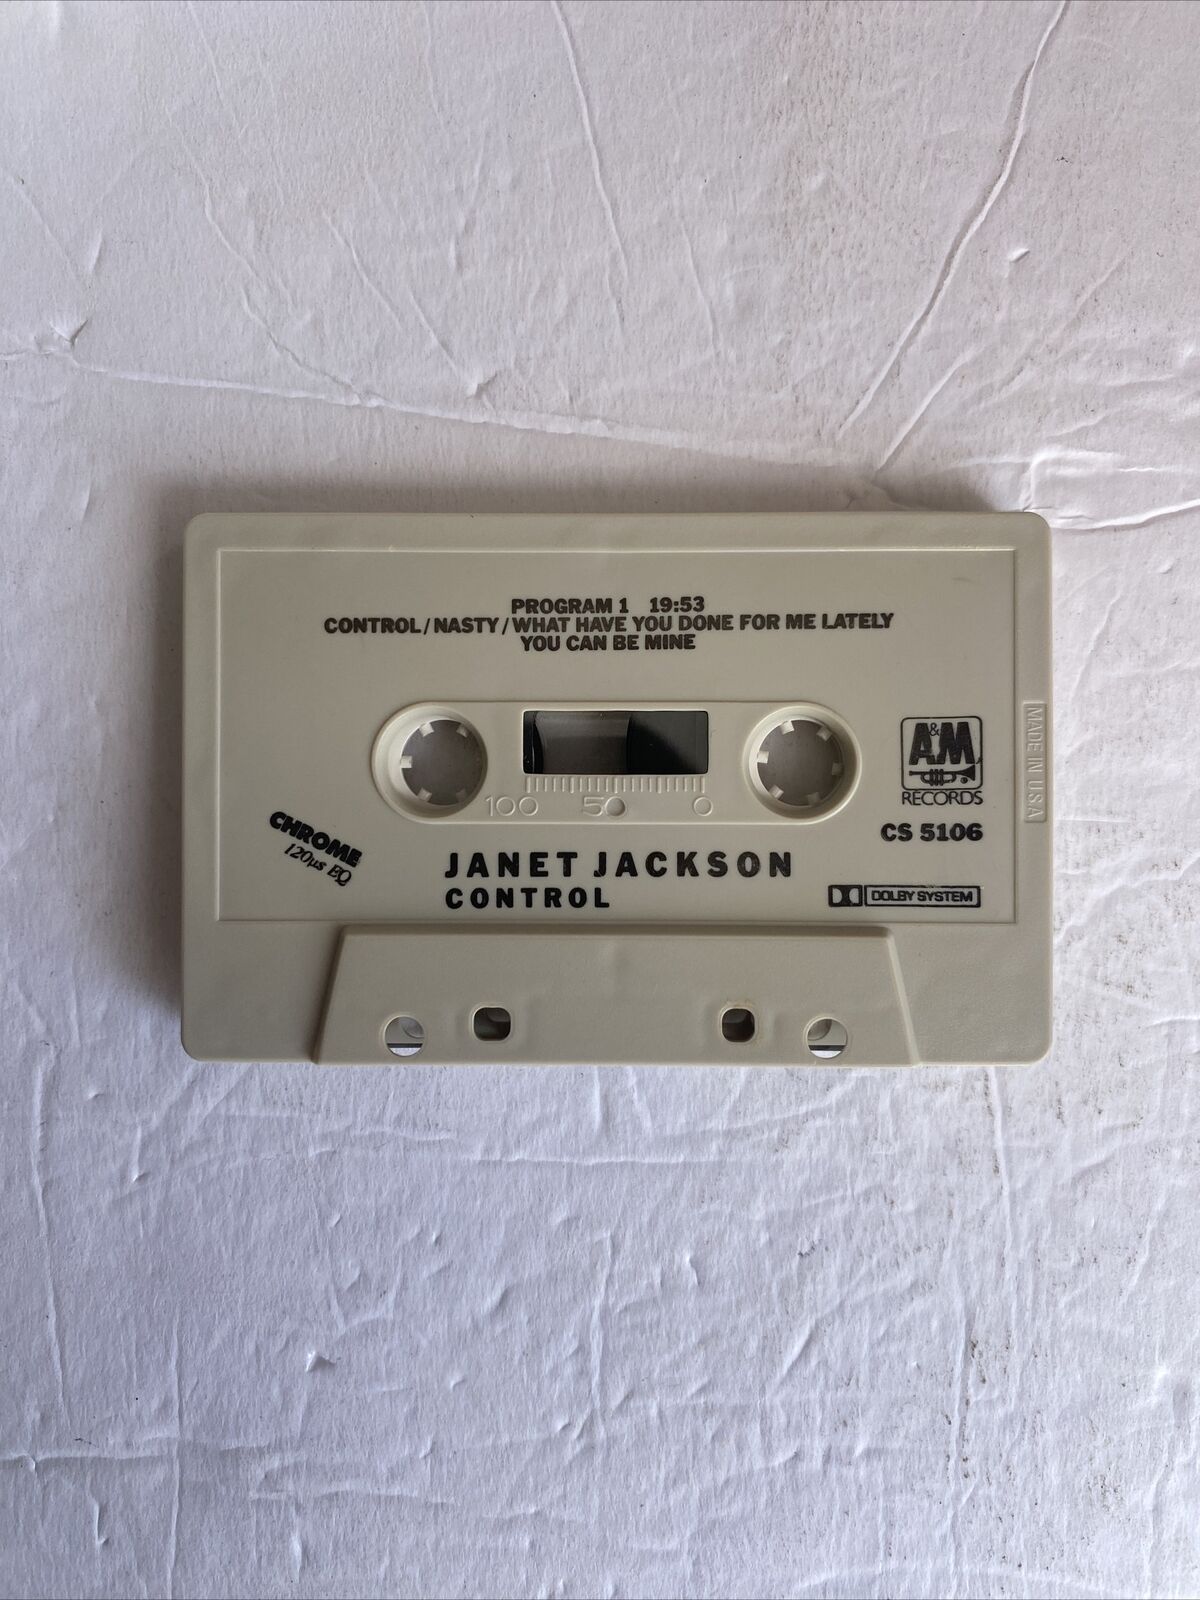 PROGRAM 1 19:53
CONTROL/NASTY/WHAT HAVE YOU DONE FOR ME LATELY
YOU CAN BE MINE
A&M
RECORDS
MADE IN U.S.A
100 50 0
CS 5106
CHROME
120µs EQ
JANET JACKSON
CONTROL
DOLBY SYSTEM